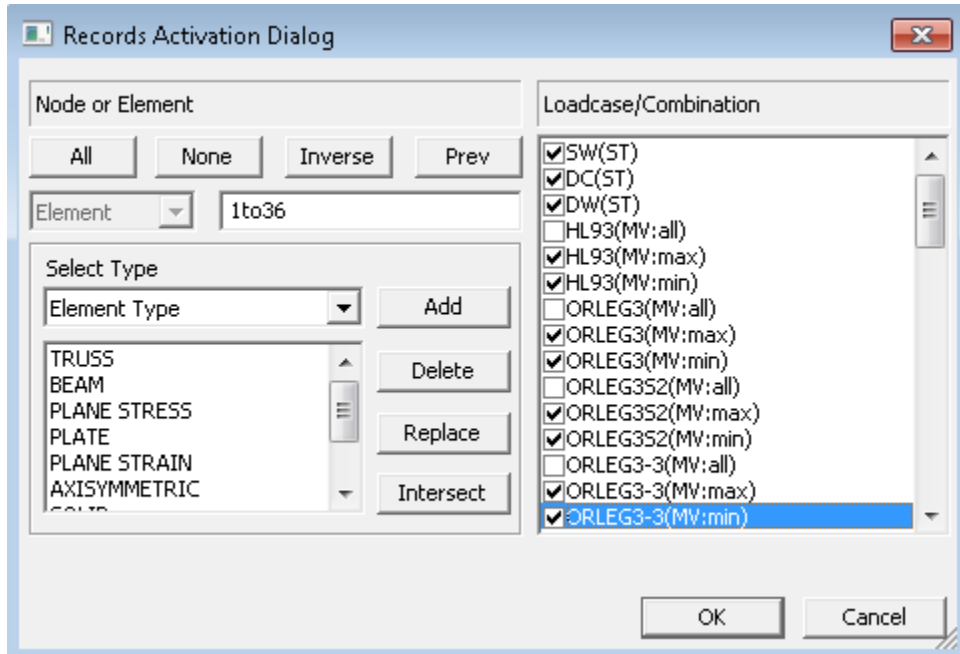 Records Activation Dialog
Node or Element
All None Inverse Prev
Element 1to36
Select Type
Element Type
Add
TRUSS
BEAM
PLANE STRESS
PLATE
PLANE STRAIN
AXISYMMETRIC
Delete
Replace
Intersect
Loadcase/Combination
SW(ST)
DC(ST)
DW(ST)
HL93(MV:all)
HL93(MV:max)
HL93(MV:min)
ORLEG3(MV:all)
ORLEG3(MV:max)
ORLEG3(MV:min)
ORLEG3S2(MV:all)
ORLEG3S2(MV:max)
ORLEG3S2(MV:min)
ORLEG3-3(MV:all)
ORLEG3-3(MV:max)
ORLEG3-3(MV:min)
OK Cancel